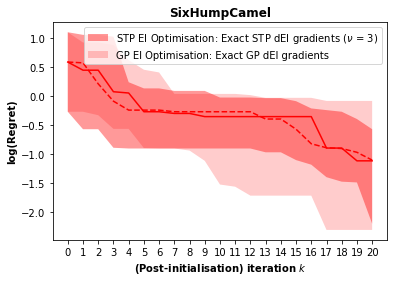 SixHumpCamel
STP EI Optimisation: Exact STP dEI gradients (ν = 3)
GP EI Optimisation: Exact GP dEI gradients
log(Regret)
1.0
0.5
0.0
−0.5
−1.0
−1.5
−2.0
0 1 2 3 4 5 6 7 8 9 10 11 12 13 14 15 16 17 18 19 20
(Post-initialisation) iteration k